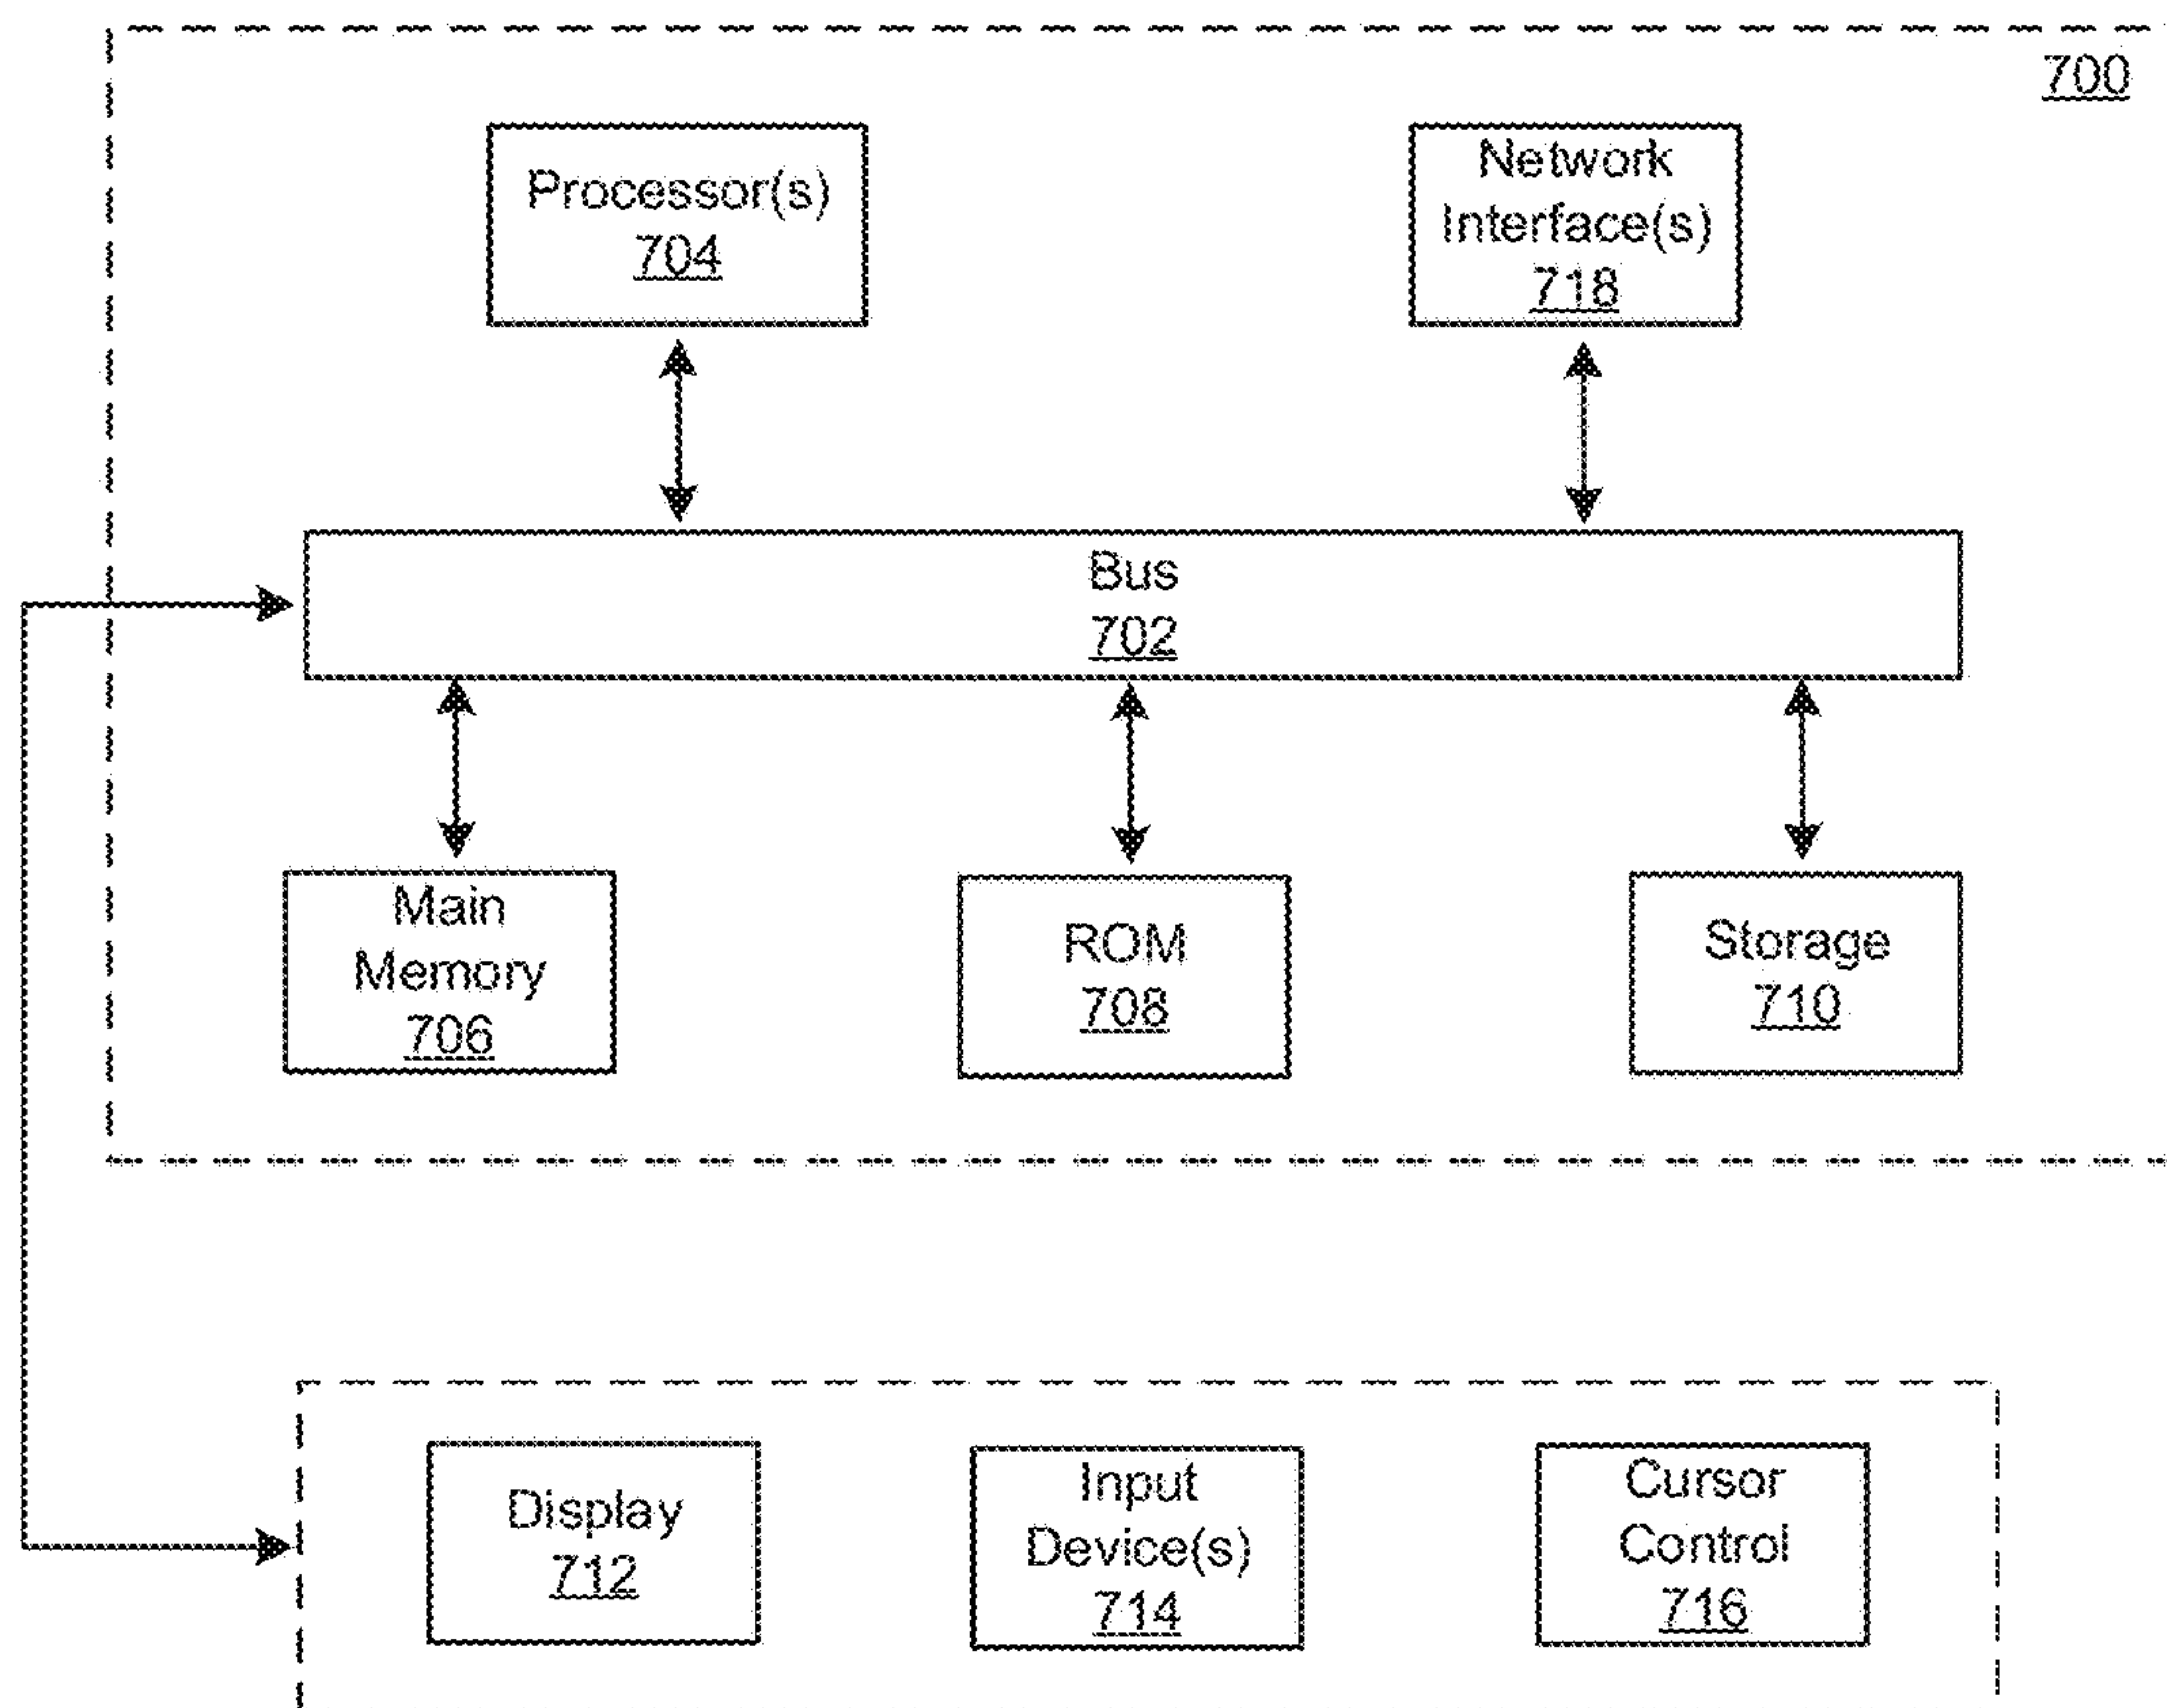 700
Processor(s)
704
Network
Interface(s)
718
Bus
702
Main
Memory
706
ROM
708
Storage
710
Display
712
Input
Device(s)
714
Cursor
Control
716